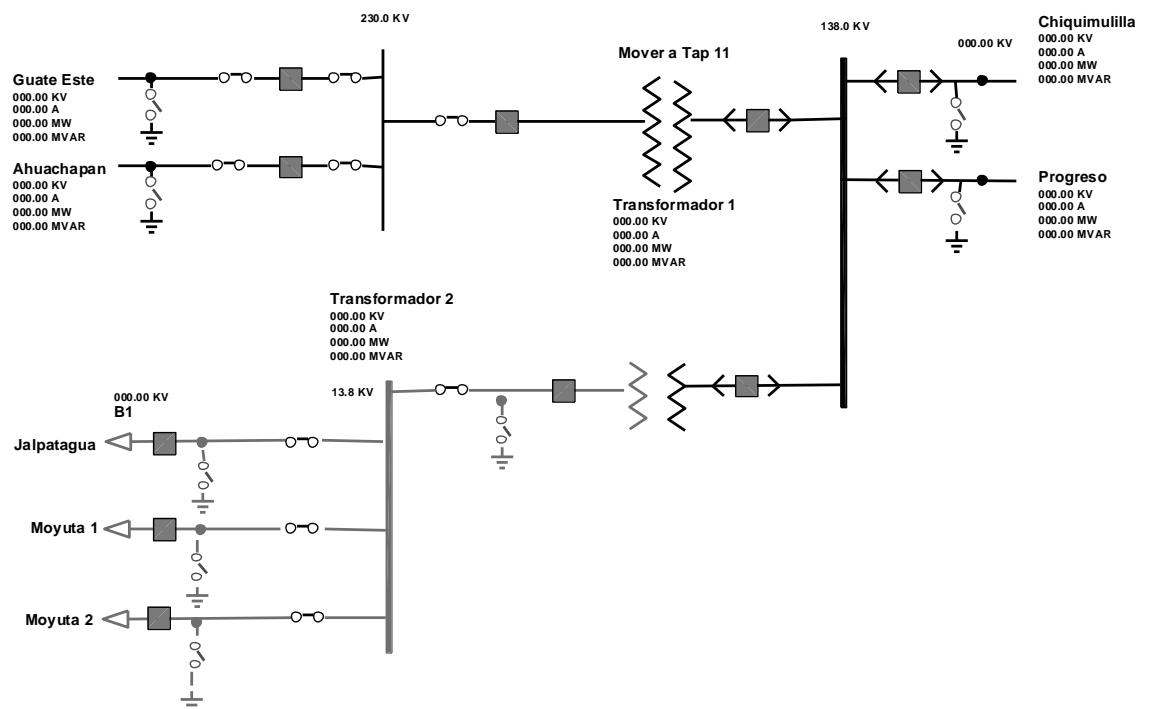 230.0 KV
138.0 KV
Chiquimulilla
000.00 KV
000.00 A
000.00 MW
000.00 MVAR
000.00 KV
Mover a Tap 11
Guate Este
000.00 KV
000.00 A
000.00 MW
000.00 MVAR
Ahuachapan
000.00 KV
000.00 A
000.00 MW
000.00 MVAR
Progreso
000.00 KV
000.00 A
000.00 MW
000.00 MVAR
Transformador 1
000.00 KV
000.00 A
000.00 MW
000.00 MVAR
Transformador 2
000.00 KV
000.00 A
000.00 MW
000.00 MVAR
13.8 KV
000.00 KV
B1
Jalpatagua
Moyuta 1
Moyuta 2